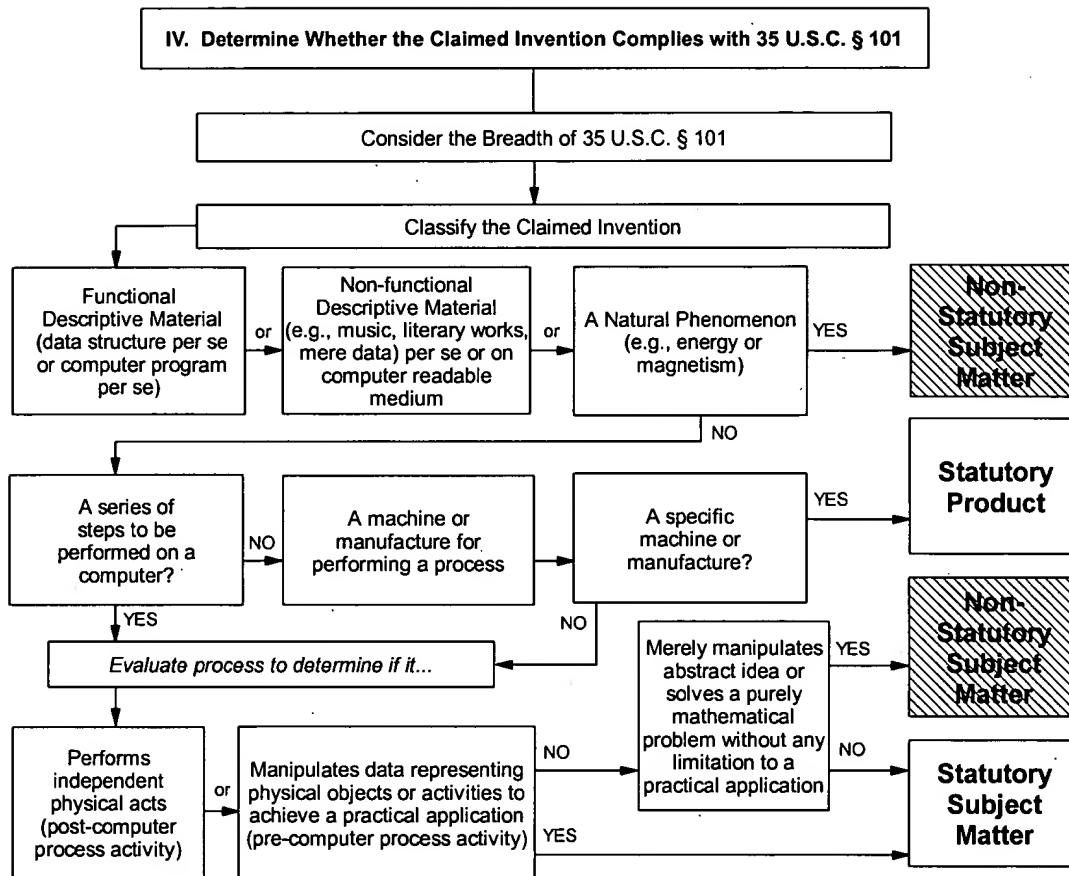 IV. Determine Whether the Claimed Invention Complies with 35 U.S.C. § 101
Consider the Breadth of 35 U.S.C. § 101
Classify the Claimed Invention
Functional
Descriptive Material
(data structure per se
or computer program
per se)
or
Non-functional
Descriptive Material
(e.g., music, literary works,
mere data) per se or on
computer readable
medium
or
A Natural Phenomenon
(e.g., energy or
magnetism)
YES
Non-
Statutory
Subject
Matter
NO
A series of
steps to be
performed on a
computer?
NO
A machine or
manufacture for
performing a process
A specific
machine or
manufacture?
YES
Statutory
Product
YES
NO
Evaluate process to determine if it...
Merely manipulates
abstract idea or
solves a purely
mathematical
problem without any
limitation to a
practical application
YES
Non-
Statutory
Subject
Matter
Performs
independent
physical acts
(post-computer
process activity)
or
Manipulates data representing
physical objects or activities to
achieve a practical application
(pre-computer process activity)
NO
NO
YES
Statutory
Subject
Matter